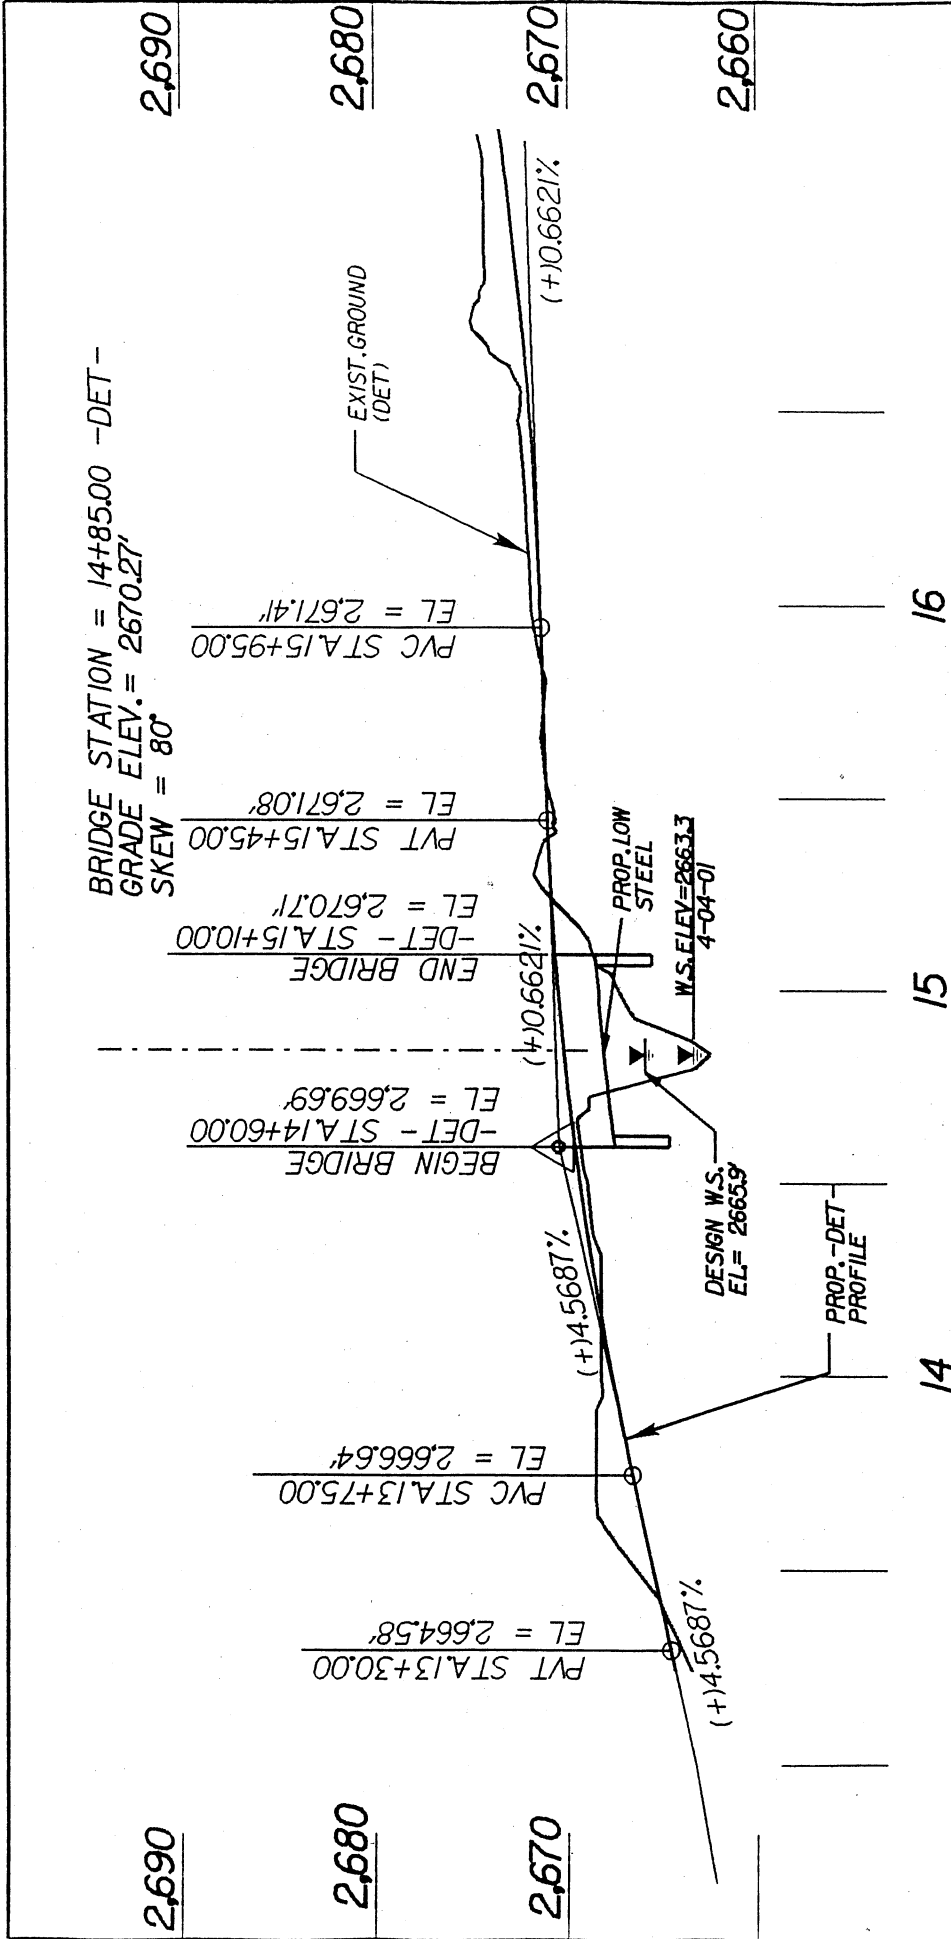 BRIDGE STATION = 14+85.00 -DET-
GRADE ELEV. = 2670.27'
SKEW = 80°
2,690
2,680
2,670
2,690
2,680
2,670
2,660
PVT STA.13+30.00
EL = 2,664.58'
PVC STA.13+75.00
EL = 2,666.64'
BEGIN BRIDGE
-DET- STA.14+60.00
EL = 2,669.69'
END BRIDGE
-DET- STA.15+10.00
EL = 2,670.71'
PVT STA.15+45.00
EL = 2,671.08'
PVC STA.15+95.00
EL = 2,671.41'
EXIST.GROUND
(DET)
(+)4.5687%
(+)4.5687%
(+)0.6621%
(+)0.6621%
PROP.LOW
STEEL
W.S.ELEV=2663.3
4-04-01
DESIGN W.S.
EL.= 2665.9'
PROP.-DET-
PROFILE
14
15
16